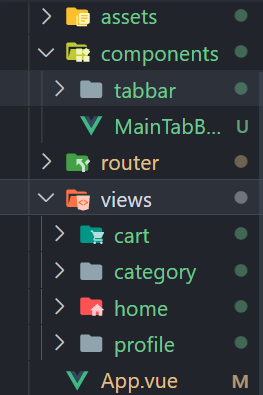 assets
components
tabbar
MainTabB... U
router
views
cart
category
home
profile
App.vue M